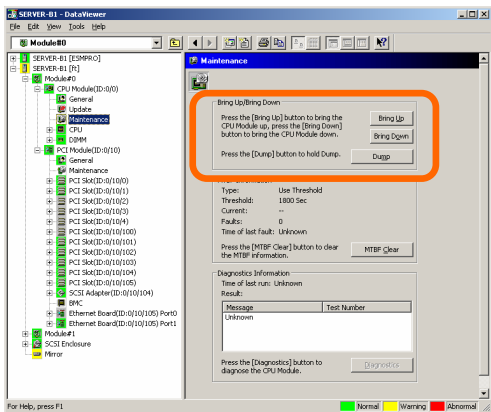 SERVER-B1 - DataViewer
File Edit View Tools Help
Module#0
SERVER-B1 [ESMPRO]
SERVER-B1 [ft]
Module#0
CPU Module(ID:0/0)
General
Update
Maintenance
CPU
DIMM
PCI Module(ID:0/10)
General
Maintenance
PCI Slot(ID:0/10/0)
PCI Slot(ID:0/10/1)
PCI Slot(ID:0/10/2)
PCI Slot(ID:0/10/3)
PCI Slot(ID:0/10/4)
PCI Slot(ID:0/10/100)
PCI Slot(ID:0/10/101)
PCI Slot(ID:0/10/102)
PCI Slot(ID:0/10/103)
PCI Slot(ID:0/10/104)
PCI Slot(ID:0/10/105)
SCSI Adapter(ID:0/10/104)
BMC
Ethernet Board(ID:0/10/105) Port0
Ethernet Board(ID:0/10/105) Port1
Module#1
SCSI Enclosure
Mirror
Maintenance
Bring Up/Bring Down
Press the [Bring Up] button to bring the
CPU Module up, press the [Bring Down]
button to bring the CPU Module down.
Bring Up
Bring Down
Press the [Dump] button to hold Dump.
Dump
Type: Use Threshold
Threshold: 1800 Sec
Current: --
Faults: 0
Time of last fault: Unknown
Press the [MTBF Clear] button to clear
the MTBF information.
MTBF Clear
Diagnostics Information
Time of last run: Unknown
Result:
Message Test Number
Unknown
Press the [Diagnostics] button to
diagnose the CPU Module.
Diagnostics
For Help, press F1
Normal Warning Abnormal